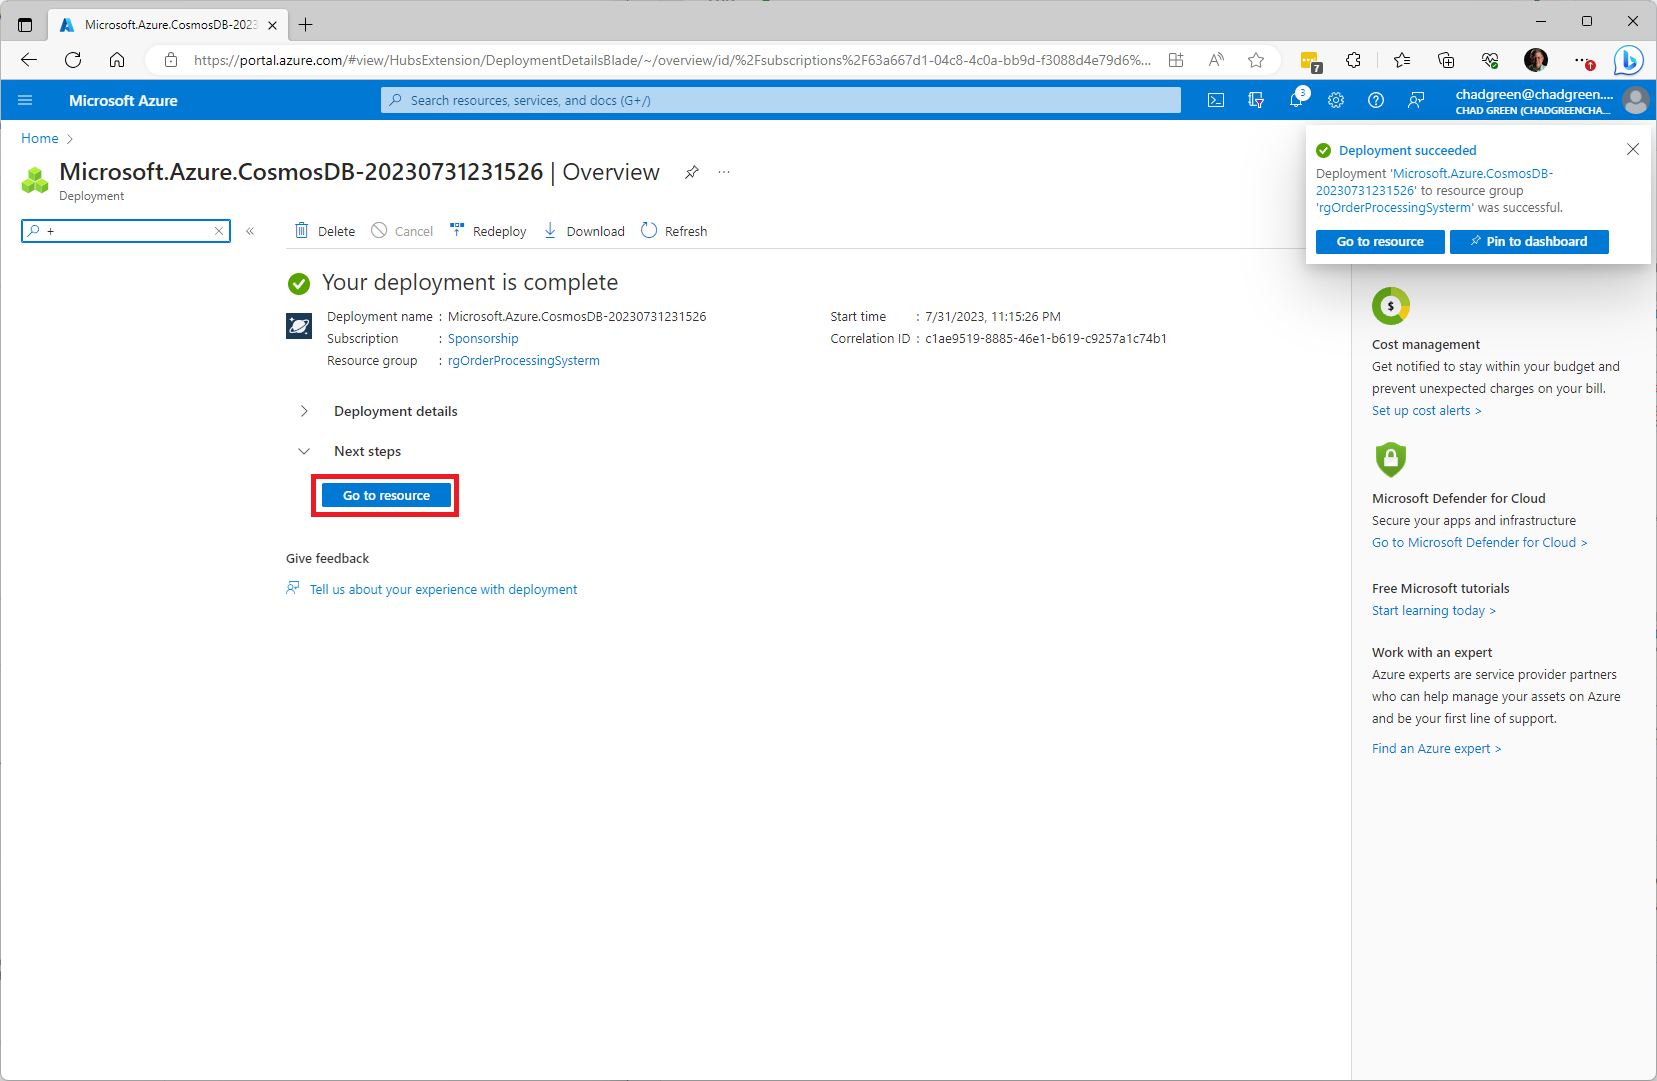 Microsoft.Azure.CosmosDB-2023
https://portal.azure.com/#view/HubsExtension/DeploymentDetailsBlade/~/overview/id/%2Fsubscriptions%2F63a667d1-04c8-4c0a-bb9d-f3088d4e79d6%...
7
Microsoft Azure
Search resources, services, and docs (G+/)
3
chadgreen@chadgreen....
CHAD GREEN (CHADGREENCHA...
Home
Microsoft.Azure.CosmosDB-20230731231526 | Overview
Deployment
+
Delete
Cancel
Redeploy
Download
Refresh
Your deployment is complete
Deployment name : Microsoft.Azure.CosmosDB-20230731231526
Subscription : Sponsorship
Resource group : rgOrderProcessingSysterm
Start time : 7/31/2023, 11:15:26 PM
Correlation ID : c1ae9519-8885-46e1-b619-c9257a1c74b1
Deployment details
Next steps
Go to resource
Give feedback
Tell us about your experience with deployment
Deployment succeeded
Deployment 'Microsoft.Azure.CosmosDB-
20230731231526' to resource group
'rgOrderProcessingSysterm' was successful.
Go to resource
Pin to dashboard
$
Cost management
Get notified to stay within your budget and
prevent unexpected charges on your bill.
Set up cost alerts >
Microsoft Defender for Cloud
Secure your apps and infrastructure
Go to Microsoft Defender for Cloud >
Free Microsoft tutorials
Start learning today >
Work with an expert
Azure experts are service provider partners
who can help manage your assets on Azure
and be your first line of support.
Find an Azure expert >